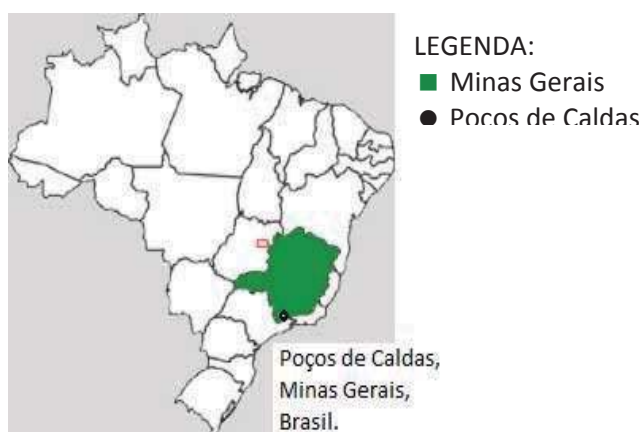 LEGENDA:
Minas Gerais
Pocos de Caldas
Poços de Caldas,
Minas Gerais,
Brasil.